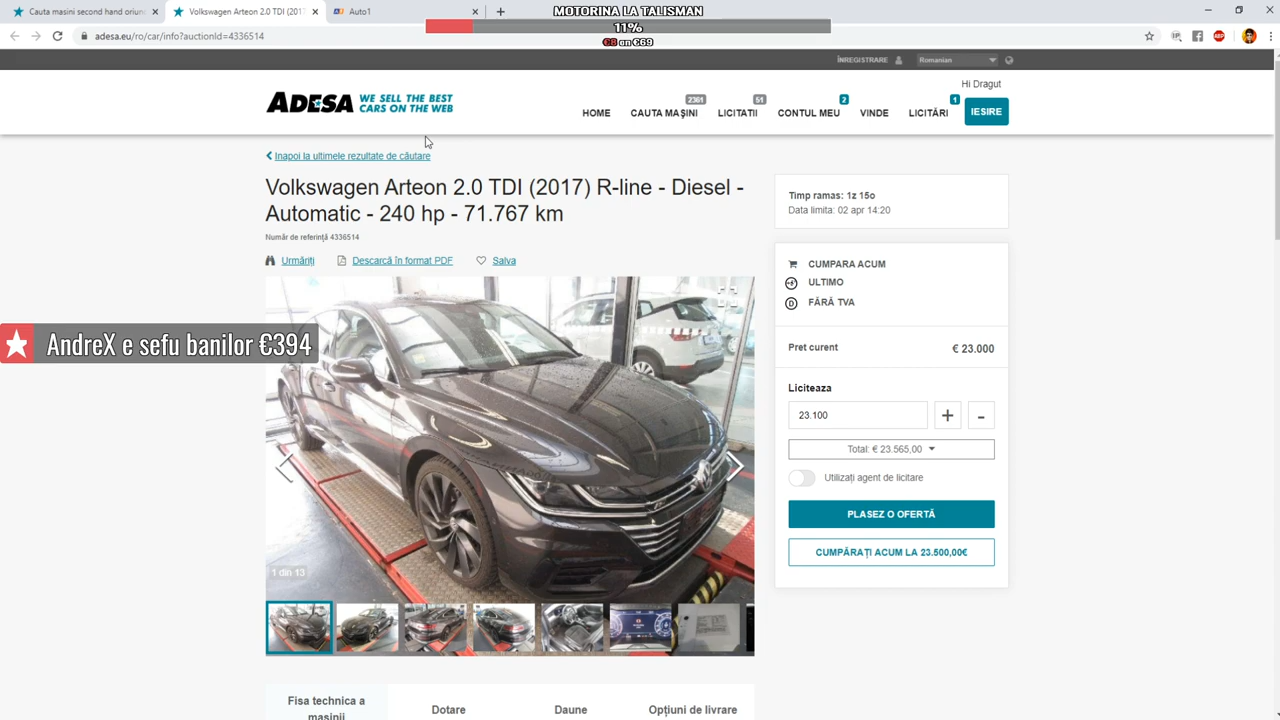 Cauta masini second hand oriunde
Volkswagen Arteon 2.0 TDI (2017
Auto1
MOTORINA LA TALISMAN
11%
€8 an €69
adesa.eu/ro/car/info?auctionId=4336514
ÎNREGISTRARE
Romanian
Hi Dragut
ADESA WE SELL THE BEST
CARS ON THE WEB
HOME
CAUTA MAȘINI 2361
LICITATII 51
CONTUL MEU 2
VINDE
LICITĂRI 1
IESIRE
Inapoi la ultimele rezultate de căutare
Volkswagen Arteon 2.0 TDI (2017) R-line - Diesel -
Automatic - 240 hp - 71.767 km
Număr de referință 4336514
Urmăriți
Descarcă în format PDF
Salva
Timp ramas: 1z 15o
Data limita: 02 apr 14:20
CUMPARA ACUM
ULTIMO
FĂRĂ TVA
Pret curent € 23.000
Liciteaza
23.100 + -
Total: € 23.565,00
Utilizați agent de licitare
PLASEZ O OFERTĂ
CUMPĂRAȚI ACUM LA 23.500,00€
AndreX e sefu banilor €394
1 din 13
Fisa technica a
masinii
Dotare
Daune
Opțiuni de livrare